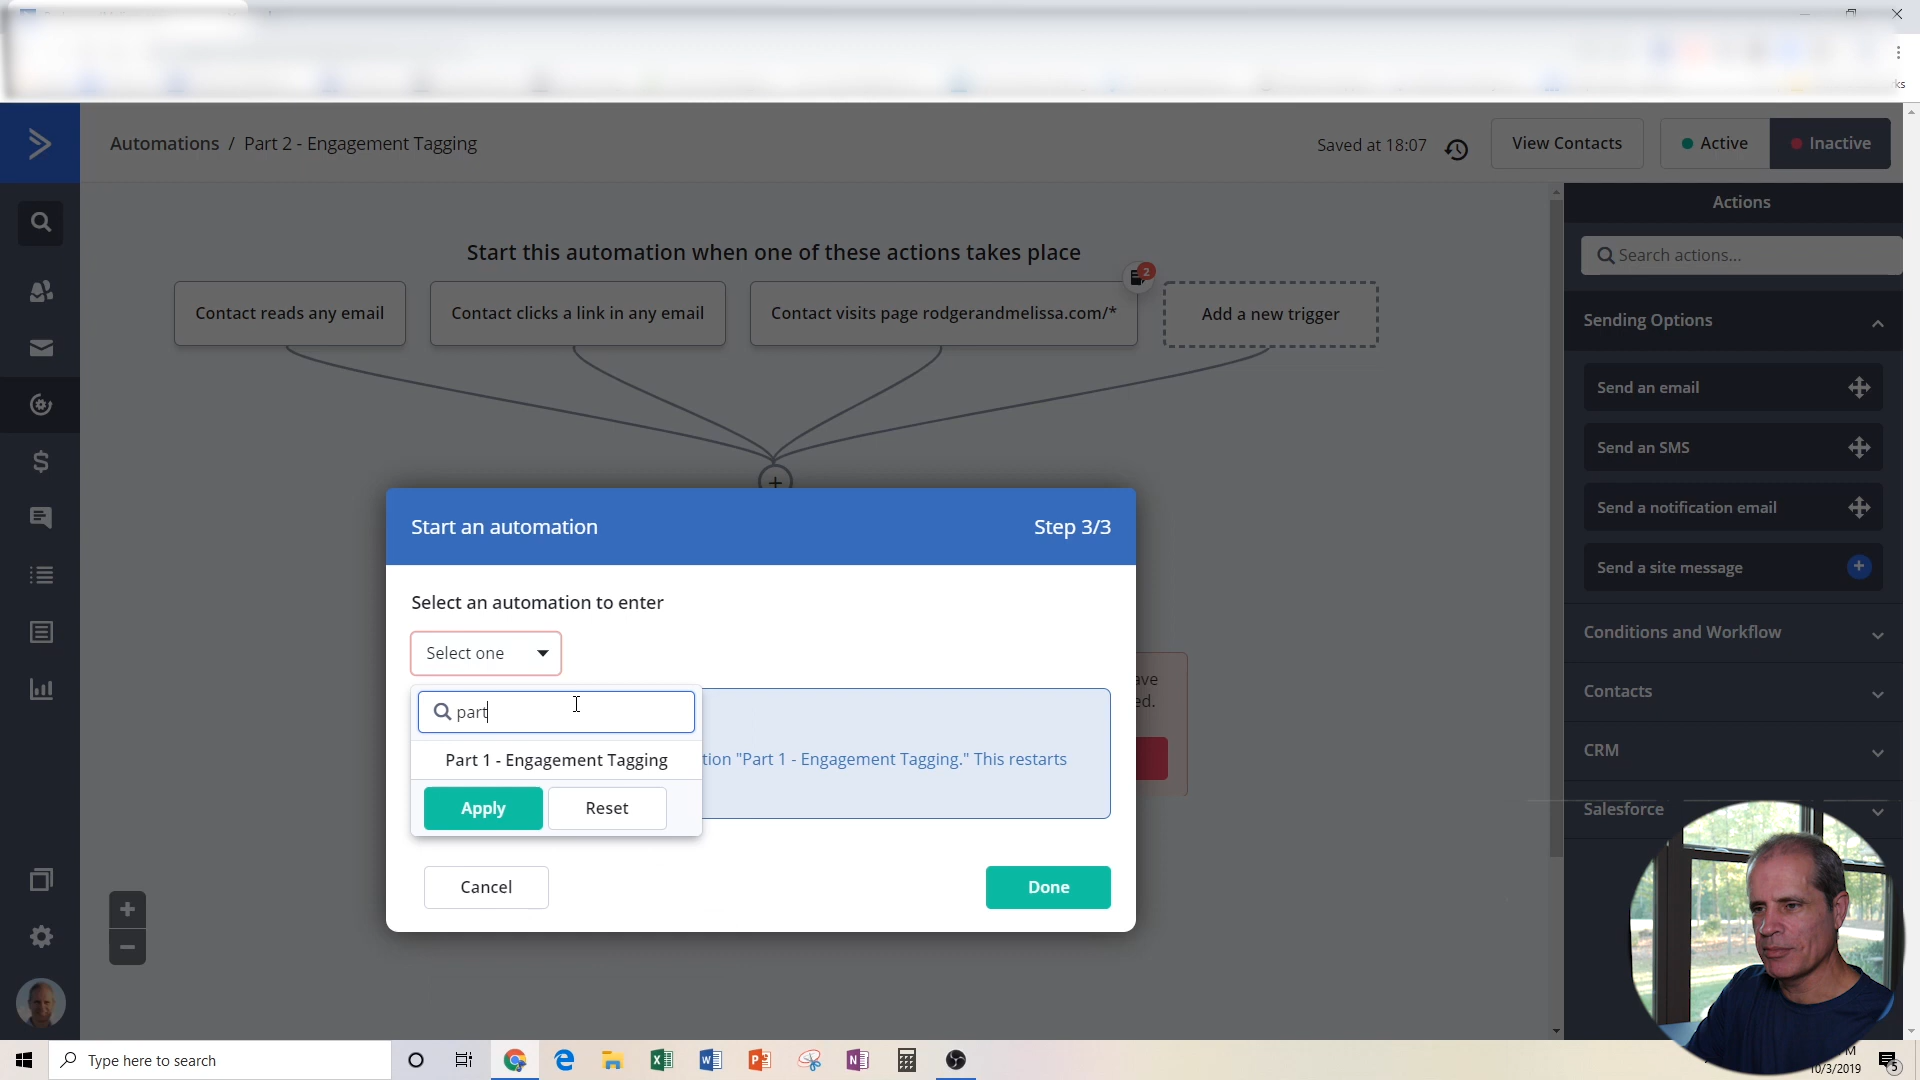 ks
Automations / Part 2 - Engagement Tagging
Saved at 18:07
View Contacts
Active
Inactive
Actions
Search actions...
Start this automation when one of these actions takes place
2
Contact reads any email
Contact clicks a link in any email
Contact visits page rodgerandmelissa.com/*
Add a new trigger
Sending Options
Send an email
Send an SMS
Send a notification email
Send a site message
Conditions and Workflow
Contacts
CRM
Salesforce
Start an automation
Step 3/3
Select an automation to enter
Select one
part
Part 1 - Engagement Tagging
Apply
Reset
tion "Part 1 - Engagement Tagging." This restarts
ave
ed.
Cancel
Done
Type here to search
M
10/3/2019
5